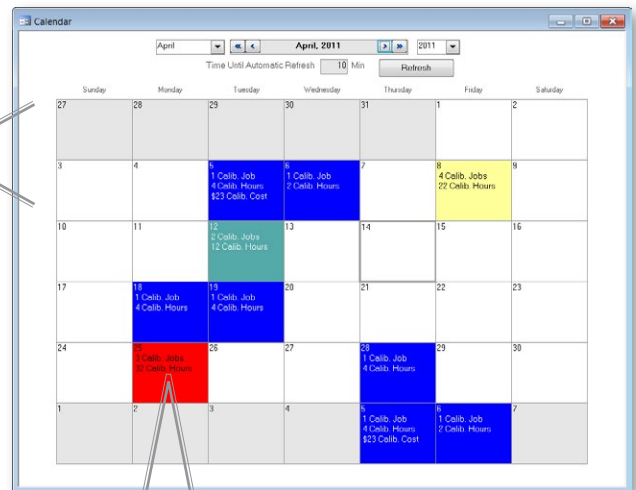 Calendar
April « ‹ April, 2011 › » 2011
Time Until Automatic Refresh 10 Min Refresh
Sunday Monday Tuesday Wednesday Thursday Friday Saturday
27 28 29 30 31 1 2
3 4 5 6 7 8 9
1 Calib. Job 1 Calib. Job 4 Calib. Jobs
4 Calib. Hours 2 Calib. Hours 22 Calib. Hours
$23 Calib. Cost
10 11 12 13 14 15 16
2 Calib. Jobs
12 Calib. Hours
17 18 19 20 21 22 23
1 Calib. Job 1 Calib. Job
4 Calib. Hours 4 Calib. Hours
24 25 26 27 28 29 30
Calib. Jobs 1 Calib. Job
32 Calib. Hours 4 Calib. Hours
1 2 3 4 5 6 7
1 Calib. Job 1 Calib. Job
4 Calib. Hours 2 Calib. Hours
$23 Calib. Cost